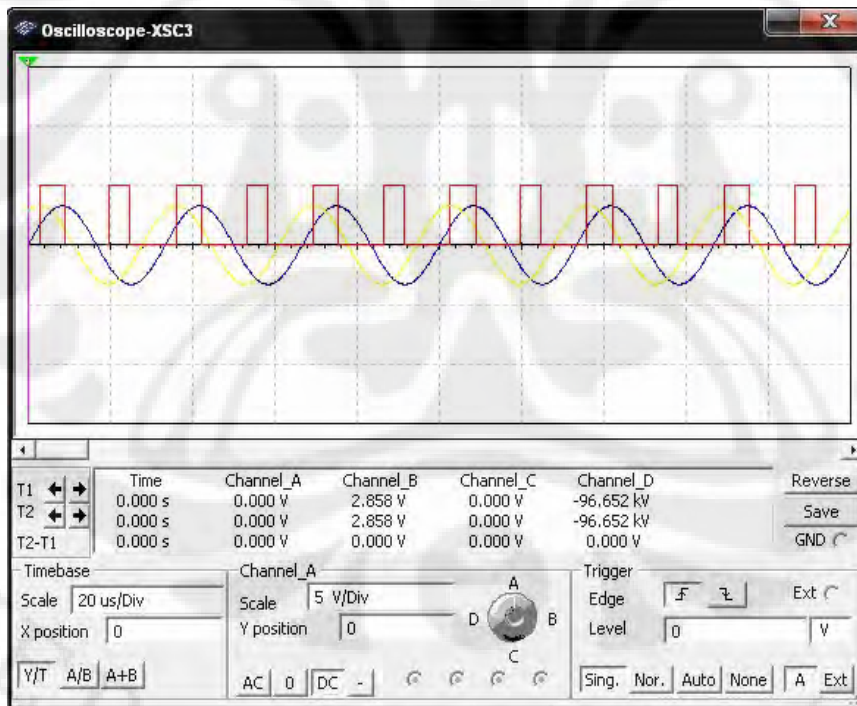 Oscilloscope-XSC3
Time Channel_A Channel_B Channel_C Channel_D
T1 0.000 s 0.000 V 2.858 V 0.000 V -96.652 kV
T2 0.000 s 0.000 V 2.858 V 0.000 V -96.652 kV
T2-T1 0.000 s 0.000 V 0.000 V 0.000 V 0.000 V
Reverse
Save
GND
Timebase
Scale 20 us/Div
X position 0
Y/T A/B A+B
Channel_A
Scale 5 V/Div
Y position 0
A
D B
C
AC 0 DC -
Trigger
Edge Ext
Level 0 V
Sing. Nor. Auto None A Ext